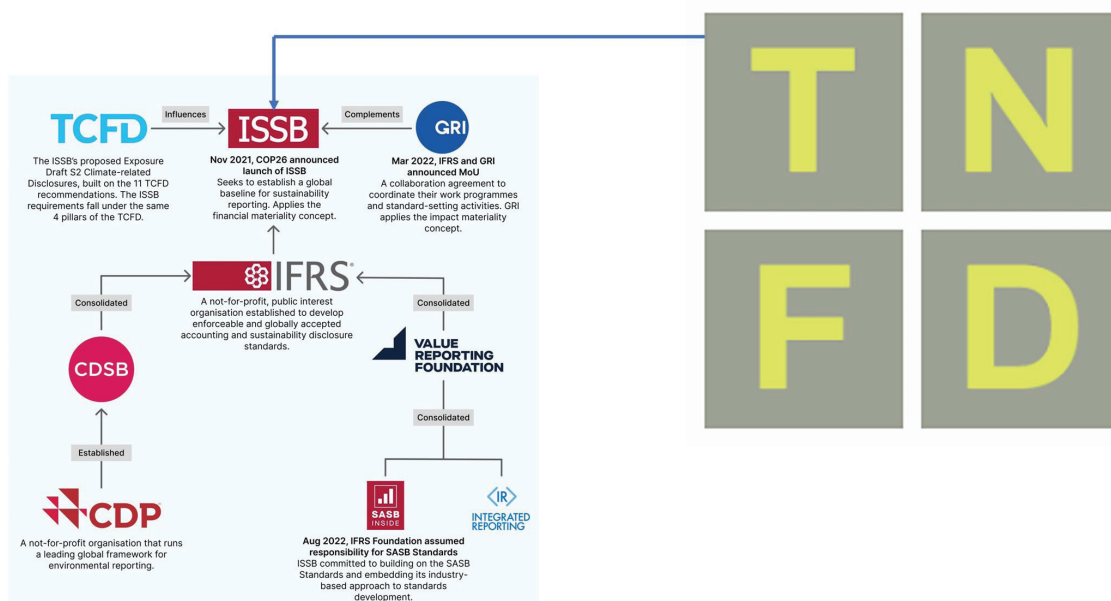 T N
F D
Influences
Complements
TCFD
ISSB
GRI
The ISSB's proposed Exposure
Draft S2 Climate-related
Disclosures, built on the 11 TCFD
recommendations. The ISSB
requirements fall under the same
4 pillars of the TCFD.
Nov 2021, COP26 announced
launch of ISSB
Seeks to establish a global
baseline for sustainability
reporting. Applies the
financial materiality concept.
Mar 2022, IFRS and GRI
announced MoU
A collaboration agreement to
coordinate their work programmes
and standard-setting activities. GRI
applies the impact materiality
concept.
IFRS®
A not-for-profit, public interest
organisation established to develop
enforceable and globally accepted
accounting and sustainability disclosure
standards.
Consolidated
Consolidated
CDSB
VALUE
REPORTING
FOUNDATION
Consolidated
Established
CDP
A not-for-profit organisation that runs
a leading global framework for
environmental reporting.
SASB
INSIDE
<IR>
INTEGRATED
REPORTING
Aug 2022, IFRS Foundation assumed
responsibility for SASB Standards
ISSB committed to building on the SASB
Standards and embedding its industry-
based approach to standards
development.